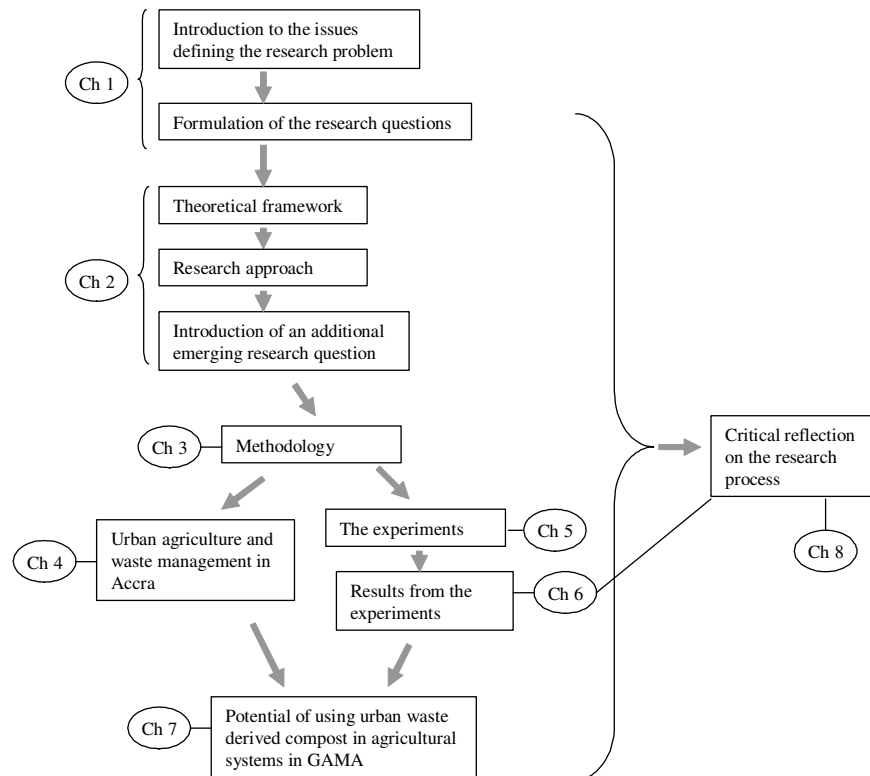 Introduction to the issues
defining the research problem
Ch 1
Formulation of the research questions
Theoretical framework
Ch 2
Research approach
Introduction of an additional
emerging research question
Ch 3
Methodology
Critical reflection
on the research
process
Ch 8
Urban agriculture and
waste management in
Accra
Ch 4
The experiments
Ch 5
Results from the
experiments
Ch 6
Ch 7
Potential of using urban waste
derived compost in agricultural
systems in GAMA